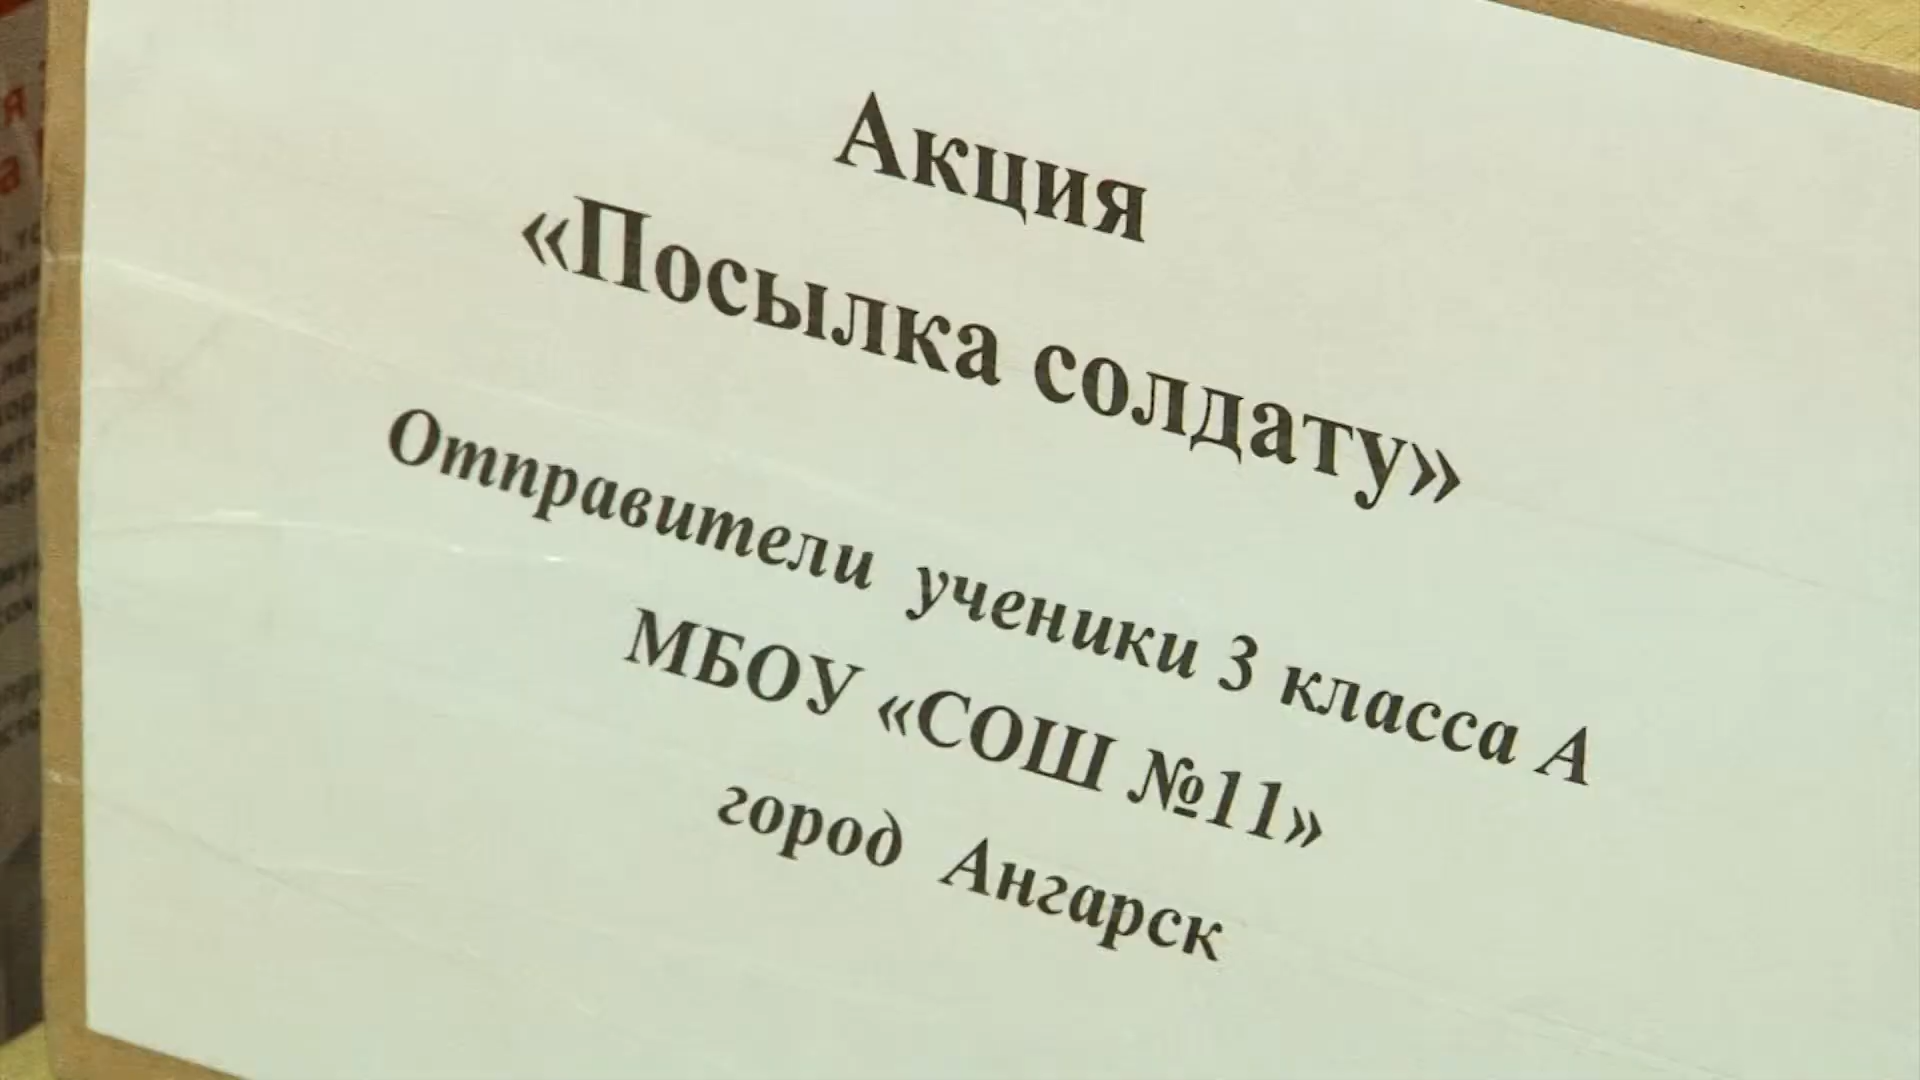 Акция
«Посылка солдату»
Отправители ученики 3 класса А
МБОУ «СОШ №11»
город Ангарск